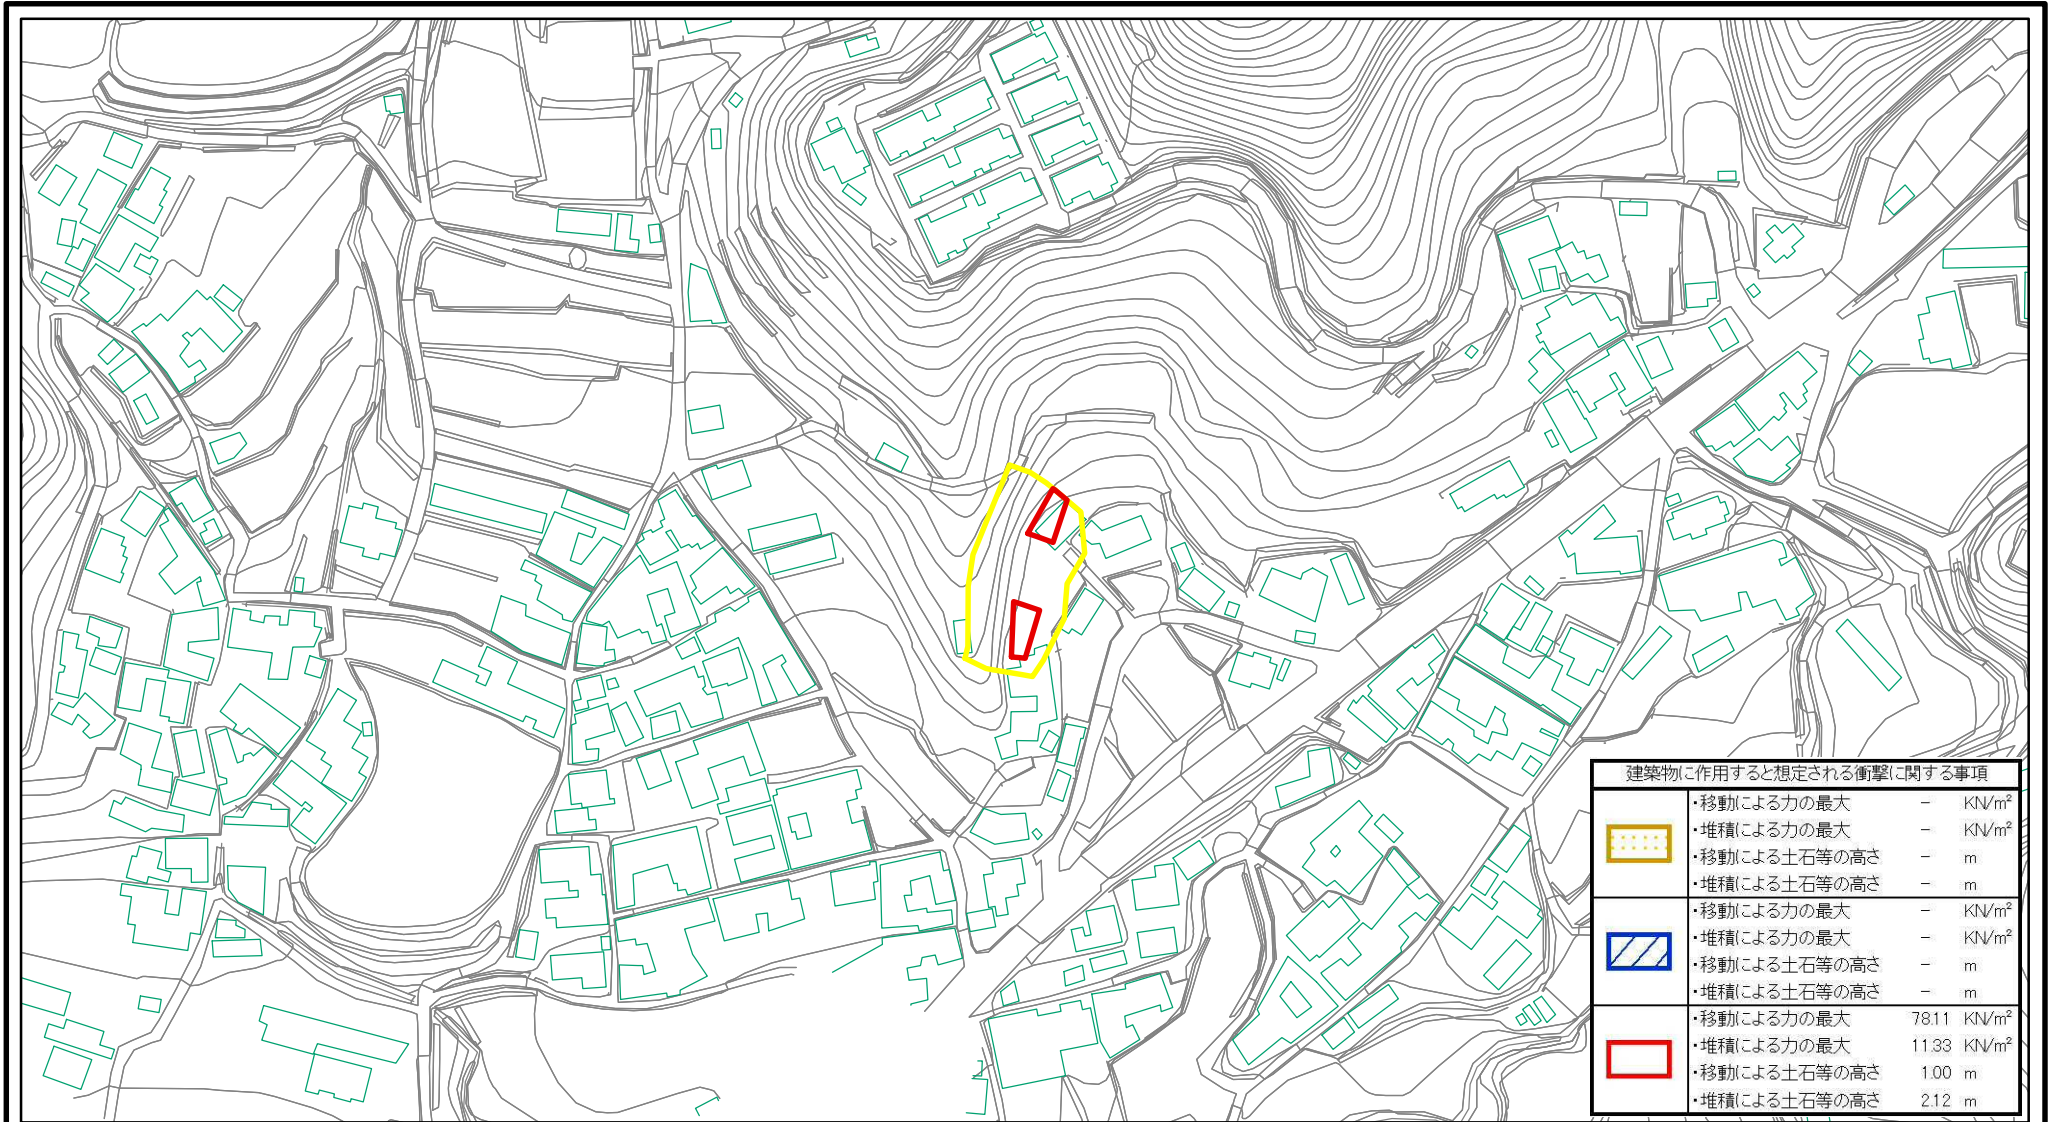 建築物に作用すると想定される衝撃に関する事項
・移動による力の最大 － KN/m²
・堆積による力の最大 － KN/m²
・移動による土石等の高さ － m
・堆積による土石等の高さ － m
・移動による力の最大 － KN/m²
・堆積による力の最大 － KN/m²
・移動による土石等の高さ － m
・堆積による土石等の高さ － m
・移動による力の最大 78.11 KN/m²
・堆積による力の最大 11.33 KN/m²
・移動による土石等の高さ 1.00 m
・堆積による土石等の高さ 2.12 m